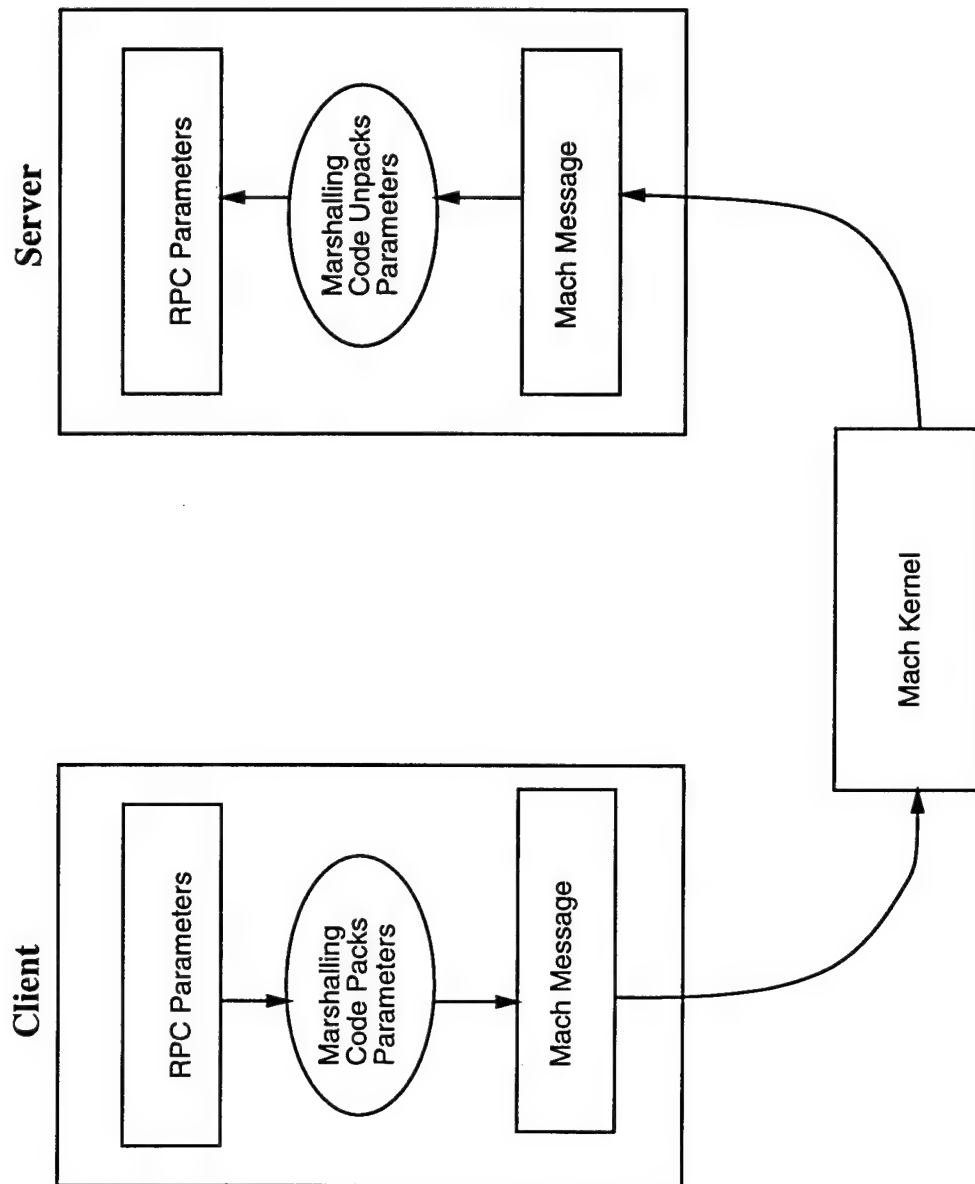 Client
RPC Parameters
Marshalling
Code Packs
Parameters
Mach Message
Mach Kernel
Server
RPC Parameters
Marshalling
Code Unpacks
Parameters
Mach Message